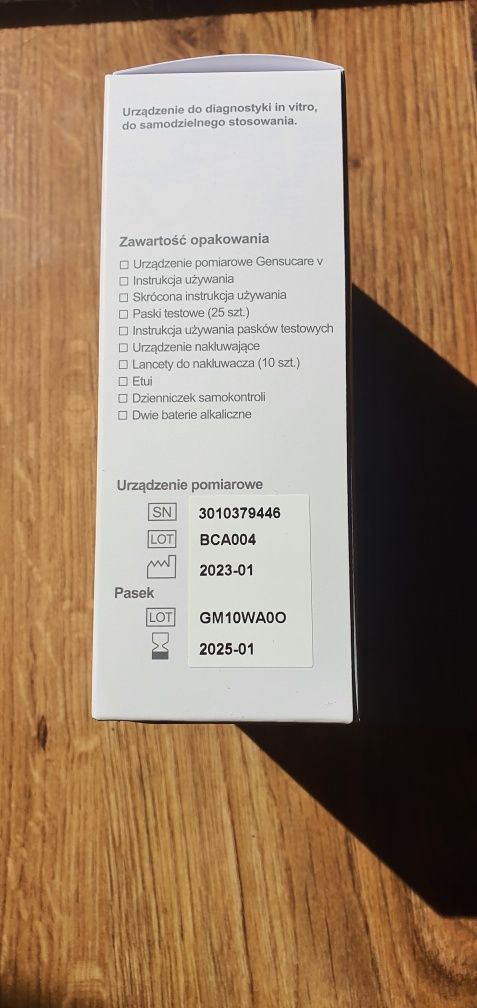 Urządzenie do diagnostyki in vitro,
do samodzielnego stosowania.
Zawartość opakowania
Urządzenie pomiarowe Gensucare v
Instrukcja używania
Skrócona instrukcja używania
Paski testowe (25 szt.)
Instrukcja używania pasków testowych
Urządzenie nakłuwające
Lancety do nakłuwacza (10 szt.)
Etui
Dzienniczek samokontroli
Dwie baterie alkaliczne
Urządzenie pomiarowe
SN 3010379446
LOT BCA004
2023-01
Pasek
LOT GM10WA0O
2025-01